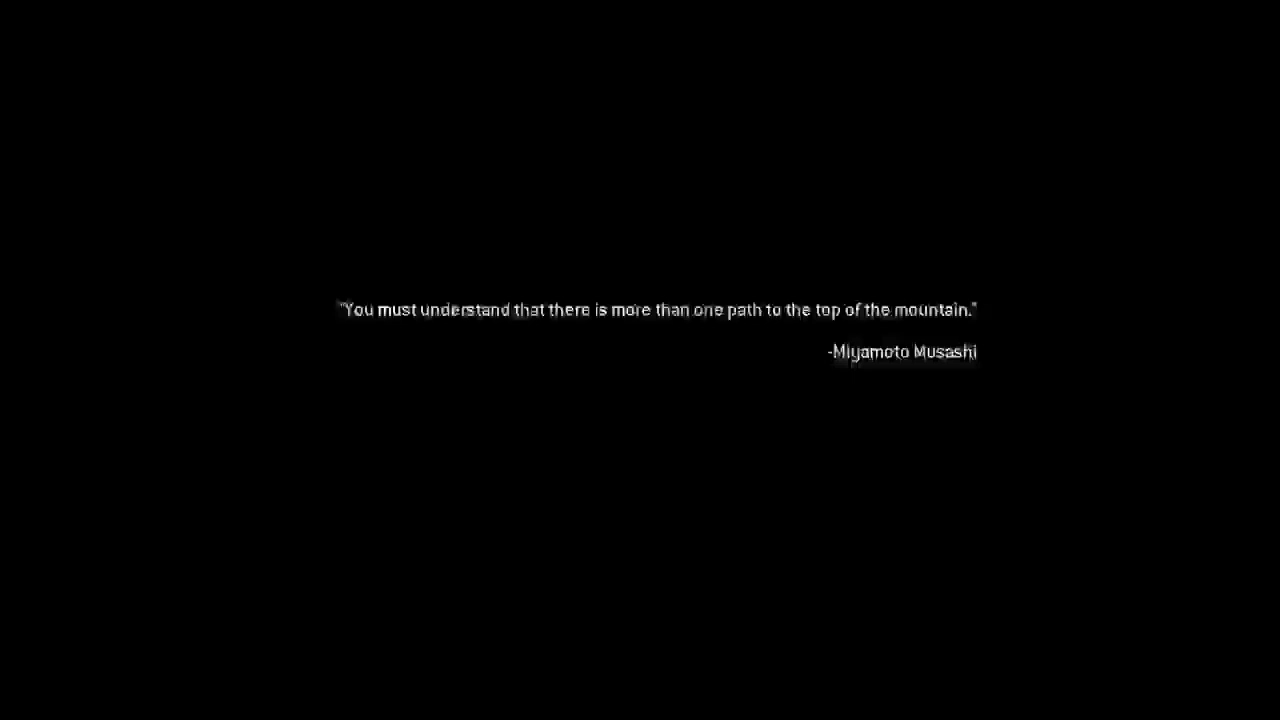 "You must understand that there is more than one path to the top of the mountain."
-Miyamoto Musashi